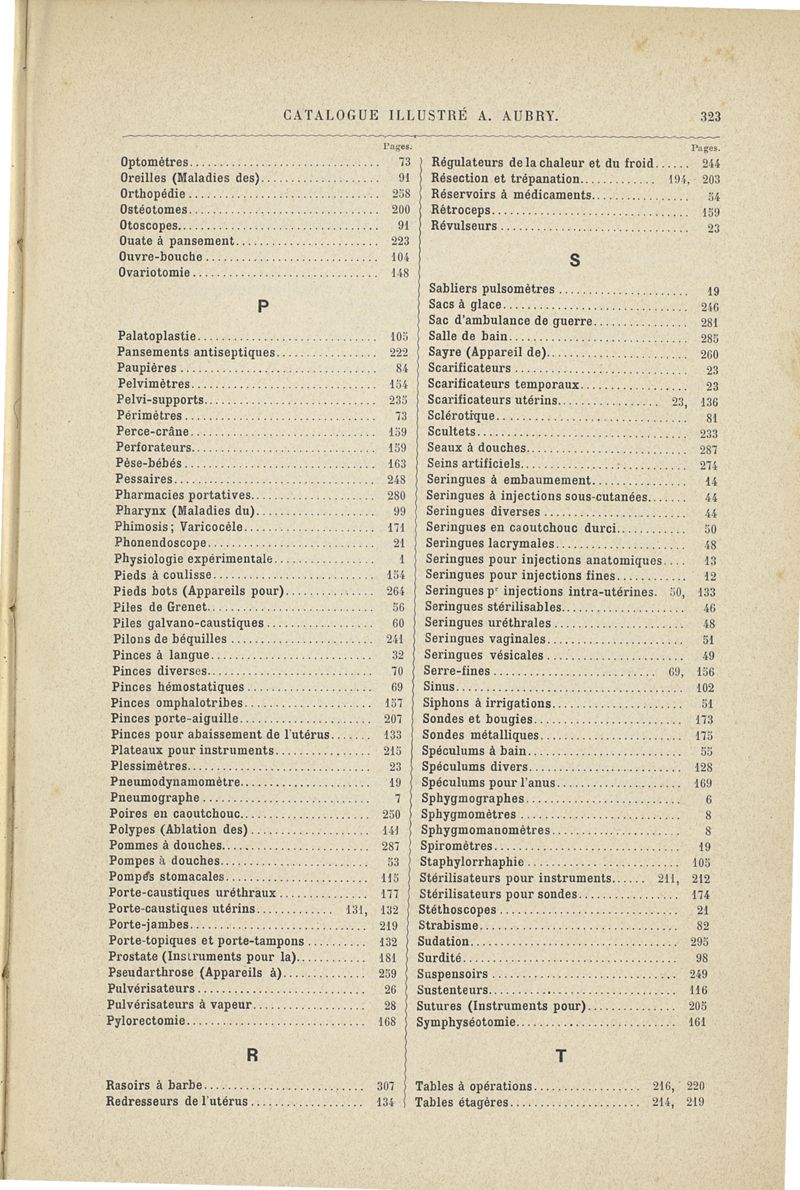 CATALOGUE ILLUSTRÉ A. AUBRY. 323
Pages.
Optomètres 73
Oreilles (Maladies des) 91
Orthopédie 258
Ostéotomes 200
Otoscopes 91
Ouate à pansement 223
Ouvre-bouche 104
Ovariotomie 148
P
Palatoplastie 105
Pansements antiseptiques 222
Paupières 84
Pelvimètres 154
Pelvi-supports 235
Périmètres 73
Perce-crâne 159
Perforateurs 159
Pèse-bébés 163
Pessaires 248
Pharmacies portatives 280
Pharynx (Maladies du) 99
Phimosis; Varicocèle 171
Phonendoscope 21
Physiologie expérimentale 1
Pieds à coulisse 154
Pieds bots (Appareils pour) 264
Piles de Grenet 56
Piles galvano-caustiques 60
Pilons de béquilles 241
Pinces à langue 32
Pinces diverses 70
Pinces hémostatiques 69
Pinces omphalotribes 157
Pinces porte-aiguille 207
Pinces pour abaissement de l'utérus 133
Plateaux pour instruments 215
Plessimètres 23
Pneumodynamomètre 19
Pneumographe 7
Poires en caoutchouc 250
Polypes (Ablation des) 141
Pommes à douches 287
Pompes à douches 53
Pompes stomacales 115
Porte-caustiques uréthraux 177
Porte-caustiques utérins 131, 132
Porte-jambes 219
Porte-topiques et porte-tampons 132
Prostate (Instruments pour la) 181
Pseudarthrose (Appareils à) 259
Pulvérisateurs 26
Pulvérisateurs à vapeur 28
Pylorectomie 168
R
Rasoirs à barbe 307
Redresseurs de l'utérus 134
Pages.
Régulateurs de la chaleur et du froid 244
Résection et trépanation 194, 203
Réservoirs à médicaments 54
Rétroceps 159
Révulseurs 23
S
Sabliers pulsomètres 19
Sacs à glace 246
Sac d'ambulance de guerre 281
Salle de bain 285
Sayre (Appareil de) 260
Scarificateurs 23
Scarificateurs temporaux 23
Scarificateurs utérins 23, 136
Sclérotique 81
Scultets 233
Seaux à douches 287
Seins artificiels 274
Seringues à embaumement 14
Seringues à injections sous-cutanées 44
Seringues diverses 44
Seringues en caoutchouc durci 50
Seringues lacrymales 48
Seringues pour injections anatomiques 13
Seringues pour injections fines 12
Seringues pr injections intra-utérines. 50, 133
Seringues stérilisables 46
Seringues uréthrales 48
Seringues vaginales 51
Seringues vésicales 49
Serre-fines 69, 156
Sinus 102
Siphons à irrigations 51
Sondes et bougies 173
Sondes métalliques 175
Spéculums à bain 55
Spéculums divers 128
Spéculums pour l'anus 169
Sphygmographes 6
Sphygmomètres 8
Sphygmomanomètres 8
Spiromètres 19
Staphylorrhaphie 105
Stérilisateurs pour instruments 211, 212
Stérilisateurs pour sondes 174
Stéthoscopes 21
Strabisme 82
Sudation 295
Surdité 98
Suspensoirs 249
Sustenteurs 116
Sutures (Instruments pour) 205
Symphyséotomie 161
T
Tables à opérations 216, 220
Tables étagères 214, 219